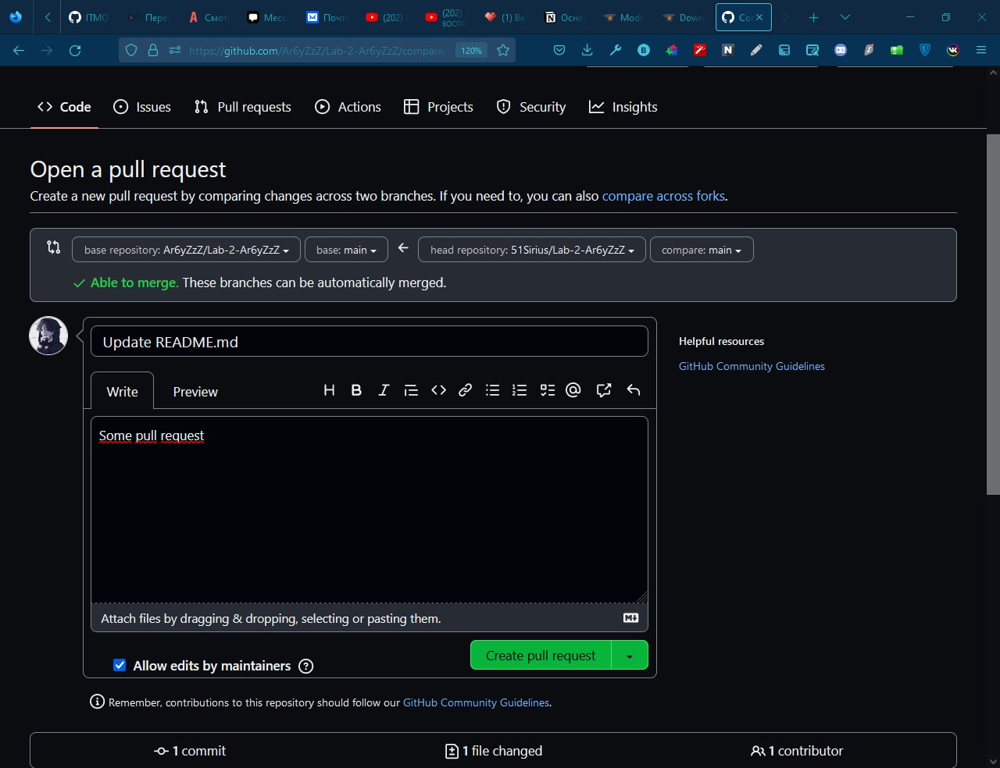 ITMO
Пере
Смот
Месс
Почта
(202)
(202)
ВОСПР
(1) Ве
Осно
Mods
Down
Co
https://github.com/Ar6yZzZ/Lab-2-Ar6yZzZ/compare/
120%
Code
Issues
Pull requests
Actions
Projects
Security
Insights
Open a pull request
Create a new pull request by comparing changes across two branches. If you need to, you can also compare across forks.
base repository: Ar6yZzZ/Lab-2-Ar6yZzZ
base: main
head repository: 51Sirius/Lab-2-Ar6yZzZ
compare: main
Able to merge. These branches can be automatically merged.
Update README.md
Helpful resources
GitHub Community Guidelines
Write
Preview
Some pull request
Attach files by dragging & dropping, selecting or pasting them.
Create pull request
Allow edits by maintainers
Remember, contributions to this repository should follow our GitHub Community Guidelines.
1 commit
1 file changed
1 contributor